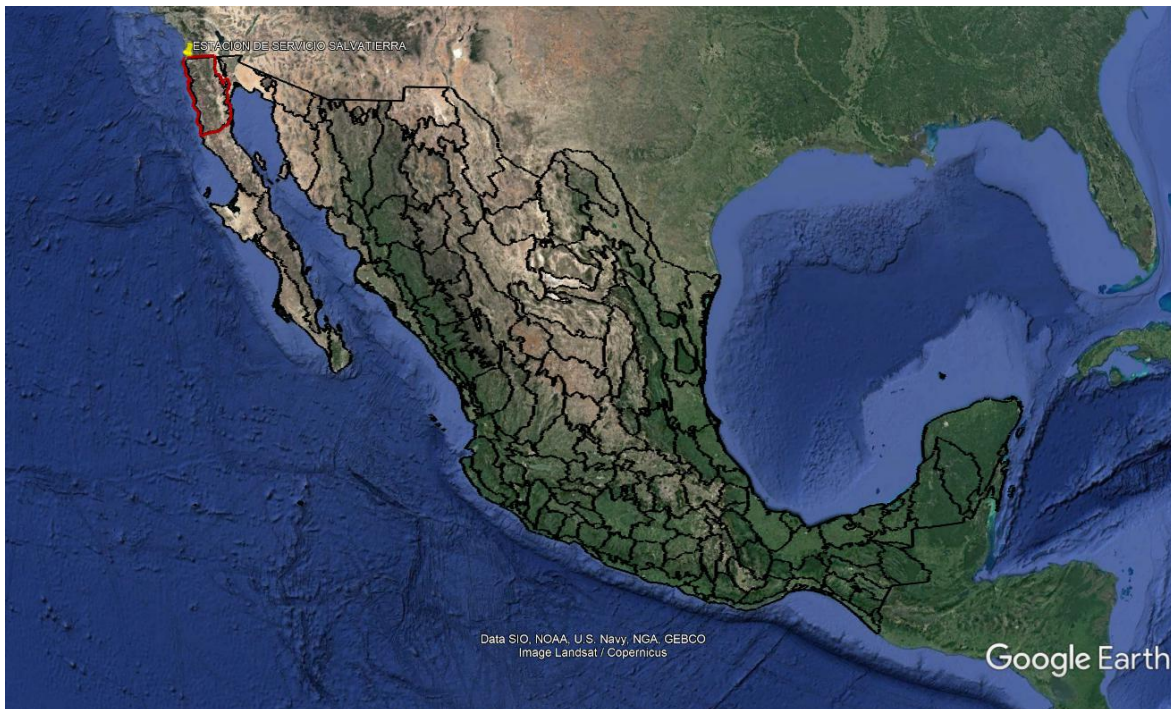 ESTACION DE SERVICIO SALVATIERRA
Data SIO, NOAA, U.S. Navy, NGA, GEBCO
Image Landsat / Copernicus
Google Earth